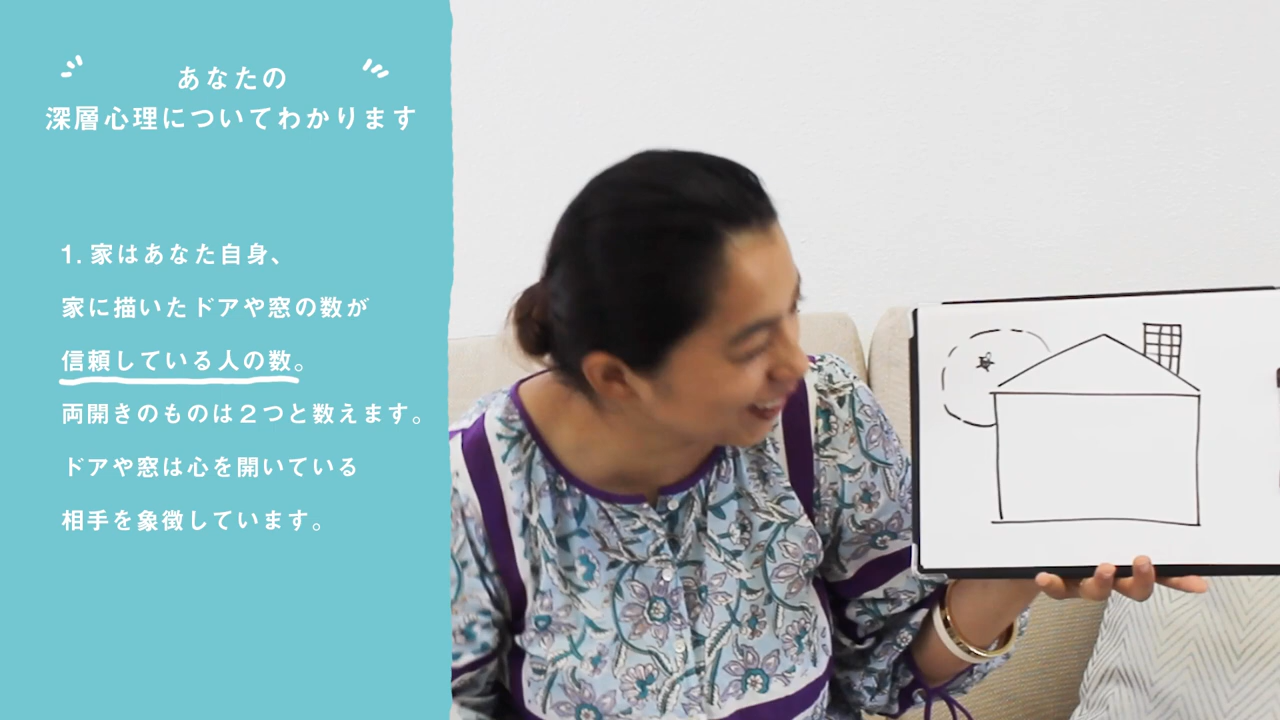 あなたの
深層心理についてわかります
1. 家はあなた自身、
家に描いたドアや窓の数が
信頼している人の数。
両開きのものは２つと数えます。
ドアや窓は心を開いている
相手を象徴しています。